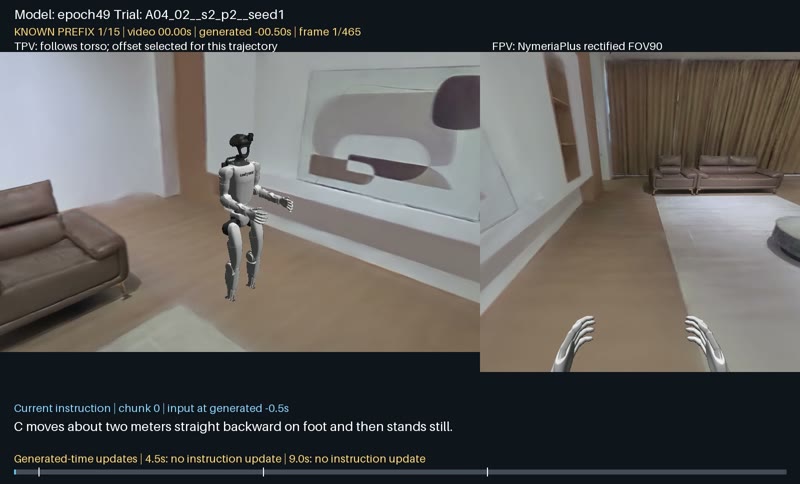 Model: epoch49 Trial: A04_02__s2_p2__seed1
KNOWN PREFIX 1/15 | video 00.00s | generated -00.50s | frame 1/465
TPV: follows torso; offset selected for this trajectory
FPV: NymeriaPlus rectified FOV90
Current instruction | chunk 0 | input at generated -0.5s
C moves about two meters straight backward on foot and then stands still.
Generated-time updates | 4.5s: no instruction update | 9.0s: no instruction update